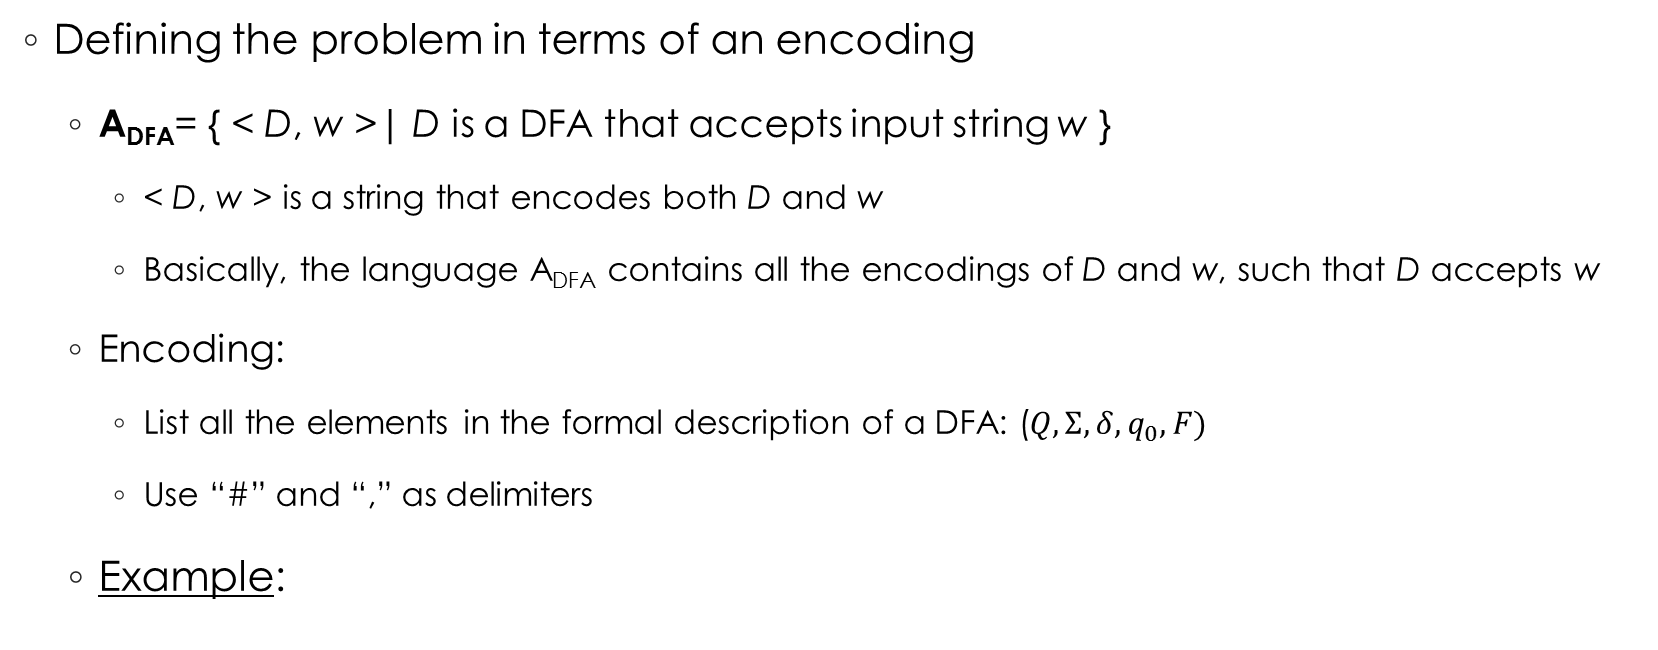 ◦ Defining the problem in terms of an encoding
◦ A_DFA= { < D, w >| D is a DFA that accepts input string w }
◦ < D, w > is a string that encodes both D and w
◦ Basically, the language A_DFA contains all the encodings of D and w, such that D accepts w
◦ Encoding:
◦ List all the elements in the formal description of a DFA: (Q, Σ, δ, q₀, F)
◦ Use “#” and “,” as delimiters
◦ Example: